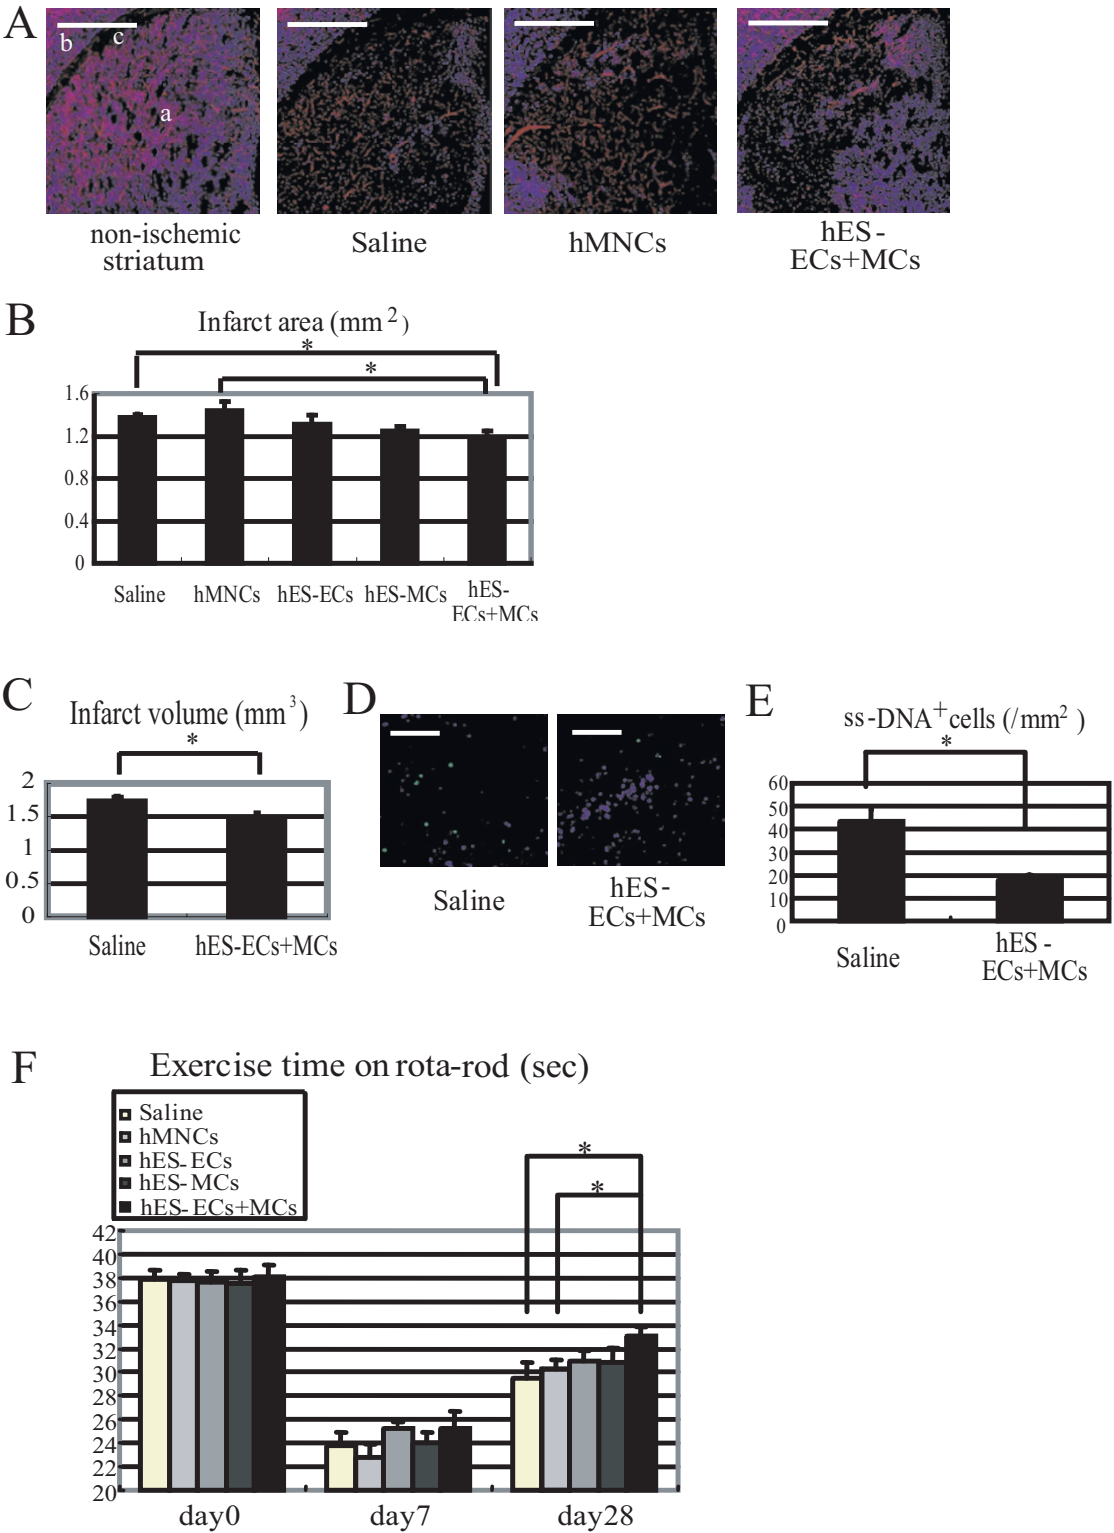 A
b
c
a
non-ischemic
striatum
Saline
hMNCs
hES-
ECs+MCs
B
Infarct area (mm2)
*
*
1.6
1.2
0.8
0.4
0
Saline
hMNCs
hES-ECs
hES-MCs
hES-
ECs+MCs
C
Infarct volume (mm3)
*
2
1.5
1
0.5
0
Saline
hES-ECs+MCs
D
Saline
hES-
ECs+MCs
E
ss-DNA+cells (/mm2)
*
60
50
40
30
20
10
0
Saline
hES-
ECs+MCs
F
Exercise time on rota-rod (sec)
Saline
hMNCs
hES-ECs
hES-MCs
hES-ECs+MCs
*
*
42
40
38
36
34
32
30
28
26
24
22
20
day0
day7
day28